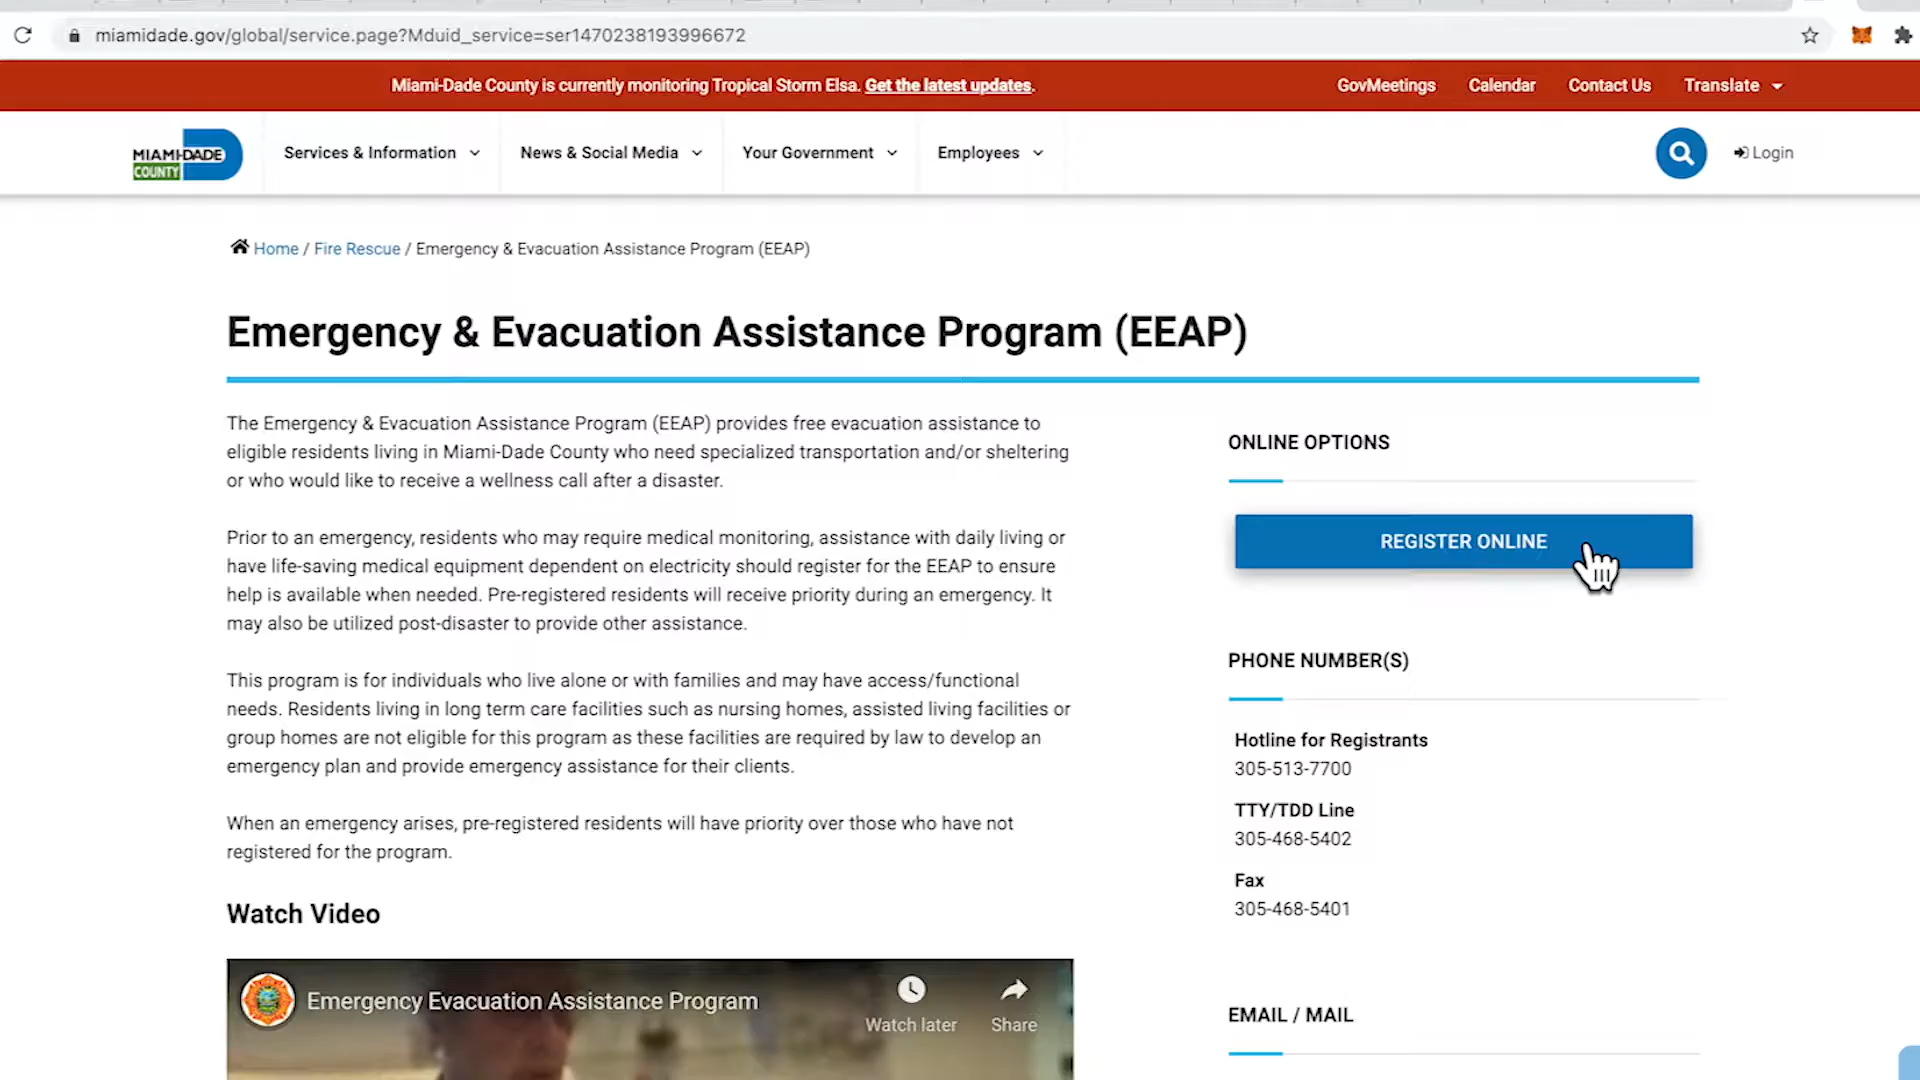 miamidade.gov/global/service.page?Mduid_service=ser1470238193996672
Miami-Dade County is currently monitoring Tropical Storm Elsa. Get the latest updates.
GovMeetings
Calendar
Contact Us
Translate
MIAMI-DADE
COUNTY
Services & Information
News & Social Media
Your Government
Employees
Login
Home / Fire Rescue / Emergency & Evacuation Assistance Program (EEAP)
Emergency & Evacuation Assistance Program (EEAP)
The Emergency & Evacuation Assistance Program (EEAP) provides free evacuation assistance to
eligible residents living in Miami-Dade County who need specialized transportation and/or sheltering
or who would like to receive a wellness call after a disaster.
Prior to an emergency, residents who may require medical monitoring, assistance with daily living or
have life-saving medical equipment dependent on electricity should register for the EEAP to ensure
help is available when needed. Pre-registered residents will receive priority during an emergency. It
may also be utilized post-disaster to provide other assistance.
This program is for individuals who live alone or with families and may have access/functional
needs. Residents living in long term care facilities such as nursing homes, assisted living facilities or
group homes are not eligible for this program as these facilities are required by law to develop an
emergency plan and provide emergency assistance for their clients.
When an emergency arises, pre-registered residents will have priority over those who have not
registered for the program.
Watch Video
Emergency Evacuation Assistance Program
Watch later
Share
ONLINE OPTIONS
REGISTER ONLINE
PHONE NUMBER(S)
Hotline for Registrants
305-513-7700
TTY/TDD Line
305-468-5402
Fax
305-468-5401
EMAIL / MAIL